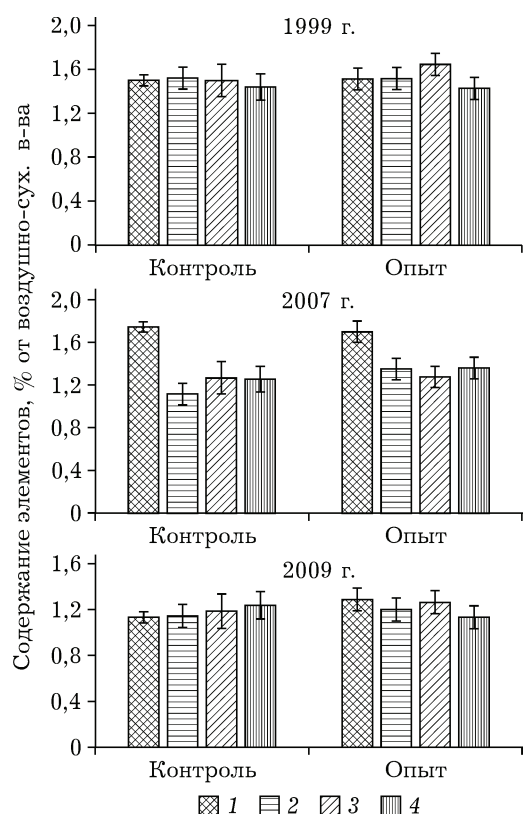 Содержание элементов, % от воздушно-сух. в-ва
1999 г.
2,0
1,6
1,2
0,8
0,4
0
Контроль Опыт
2007 г.
2,0
1,6
1,2
0,8
0,4
0
Контроль Опыт
2009 г.
1,6
1,2
0,8
0,4
0
Контроль Опыт
1 2 3 4